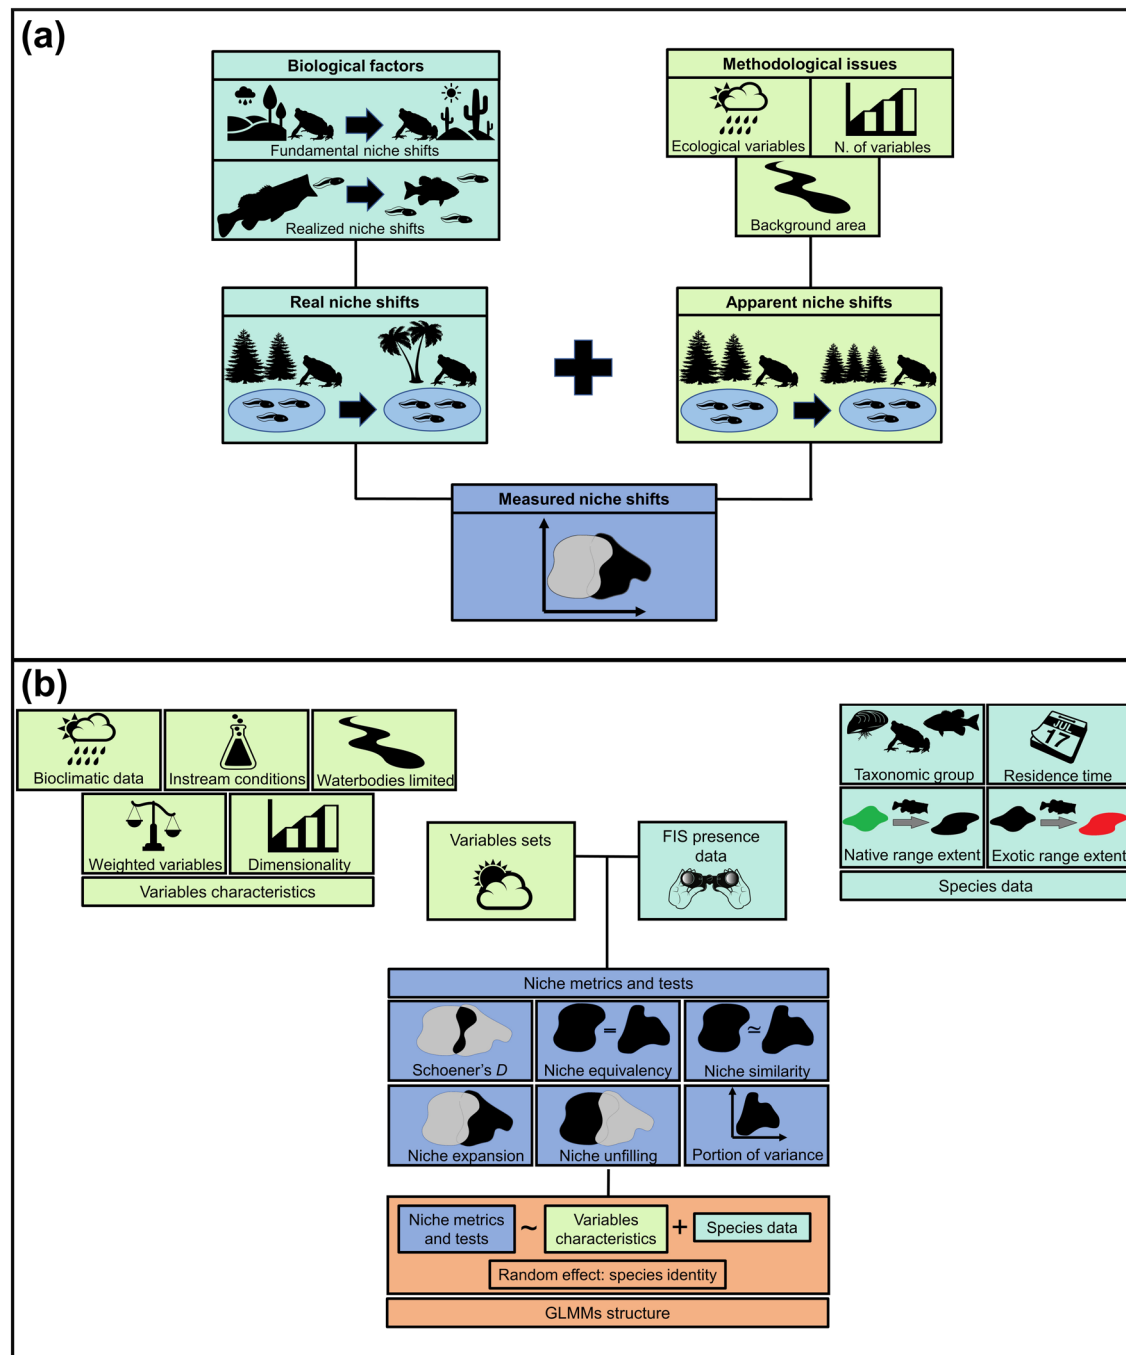 (a)
Biological factors
Fundamental niche shifts
Realized niche shifts
Methodological issues
Ecological variables
N. of variables
Background area
Real niche shifts
Apparent niche shifts
Measured niche shifts
(b)
Bioclimatic data
Instream conditions
Waterbodies limited
Weighted variables
Dimensionality
Variables characteristics
Variables sets
FIS presence
data
Taxonomic group
JUL
17
Residence time
Native range extent
Exotic range extent
Species data
Niche metrics and tests
Schoener's D
=
Niche equivalency
≃
Niche similarity
Niche expansion
Niche unfilling
Portion of variance
Niche metrics
and tests
~
Variables
characteristics
+
Species data
Random effect: species identity
GLMMs structure